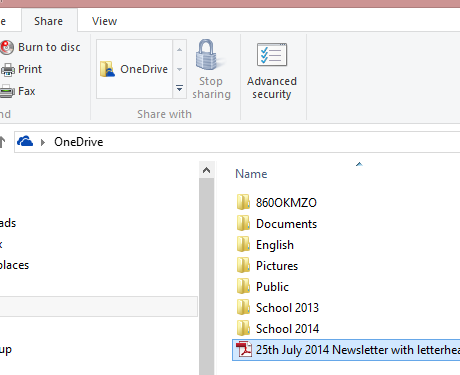 e
Share
View
Burn to disc
Print
Fax
nd
OneDrive
Stop sharing
Advanced security
Share with
OneDrive
ads
x
places
up
Name
860OKMZO
Documents
English
Pictures
Public
School 2013
School 2014
25th July 2014 Newsletter with letterhea